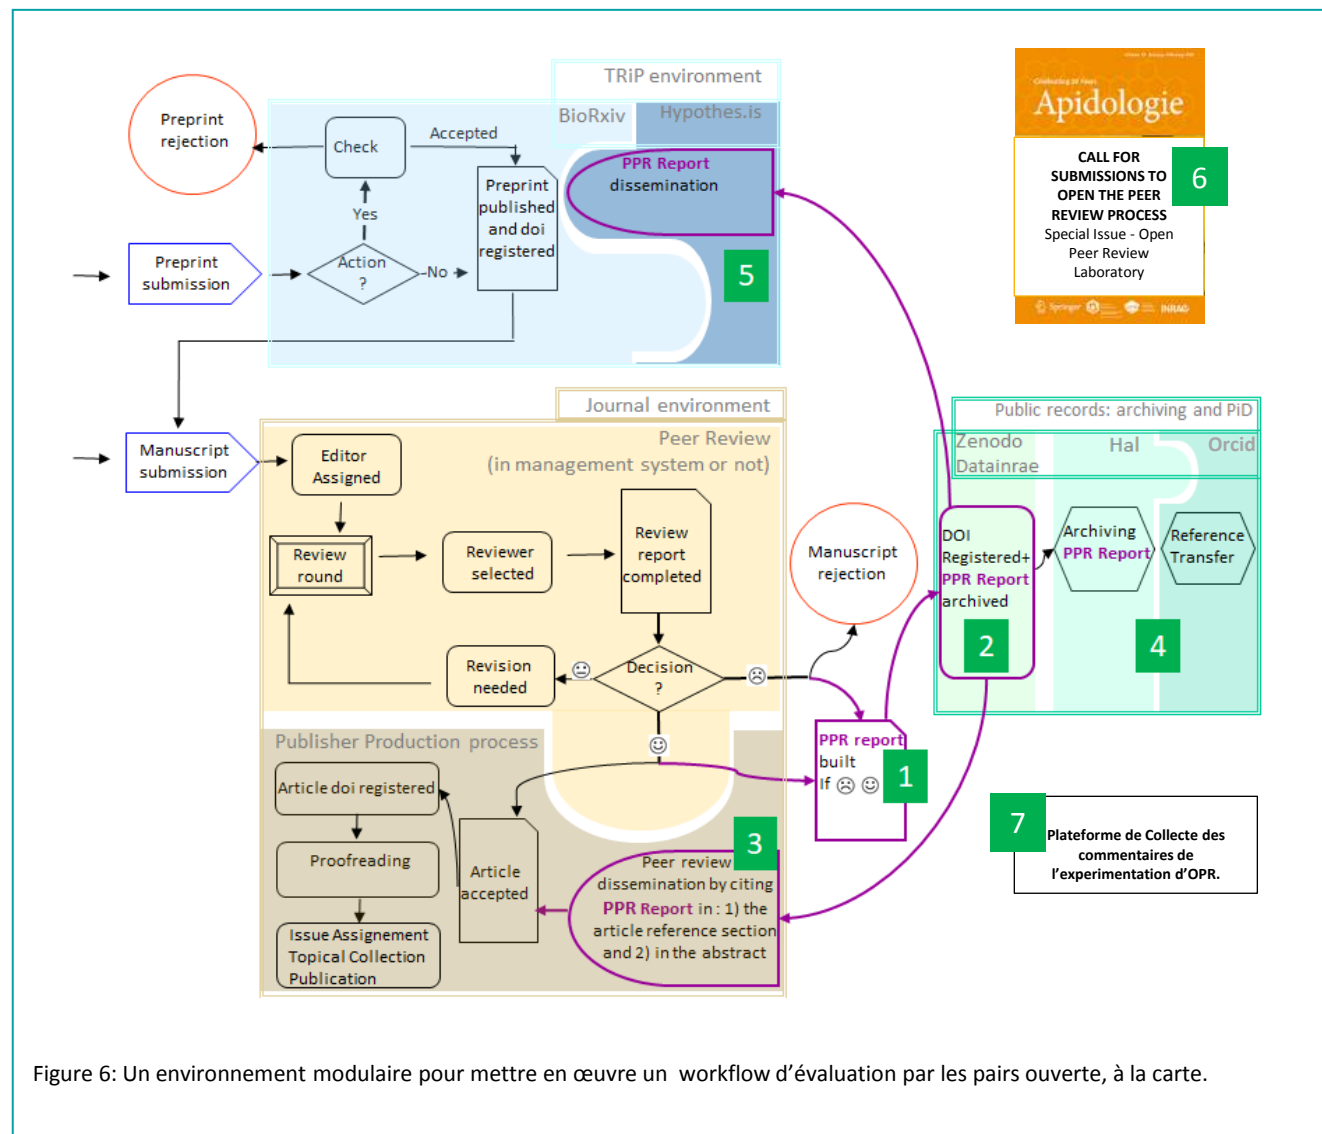 TRiP environment
BioRxiv
Hypothes.is
Preprint
rejection
Check
Accepted
PPR Report
dissemination
Preprint
published
and doi
registered
Yes
Preprint
submission
Action
?
No
5
Apidologie
CALL FOR
SUBMISSIONS TO
OPEN THE PEER
REVIEW PROCESS
Special Issue - Open
Peer Review
Laboratory
6
Springer
INRAE
Journal environment
Peer Review
(in management system or not)
Manuscript
submission
Editor
Assigned
Review
round
Reviewer
selected
Review
report
completed
Manuscript
rejection
Revision
needed
Decision
?
Public records: archiving and PiD
Zenodo
Datainrae
Hal
Orcid
DOI
Registered+
PPR Report
archived
2
Archiving
PPR Report
Reference
Transfer
4
Publisher Production process
PPR report
built
If ☹ ☺
1
Article doi registered
Proofreading
Issue Assignement
Topical Collection
Publication
Article
accepted
3
Peer review
dissemination by citing
PPR Report in : 1) the
article reference section
and 2) in the abstract
7
Plateforme de Collecte des
commentaires de
l'experimentation d'OPR.
Figure 6: Un environnement modulaire pour mettre en œuvre un workflow d'évaluation par les pairs ouverte, à la carte.